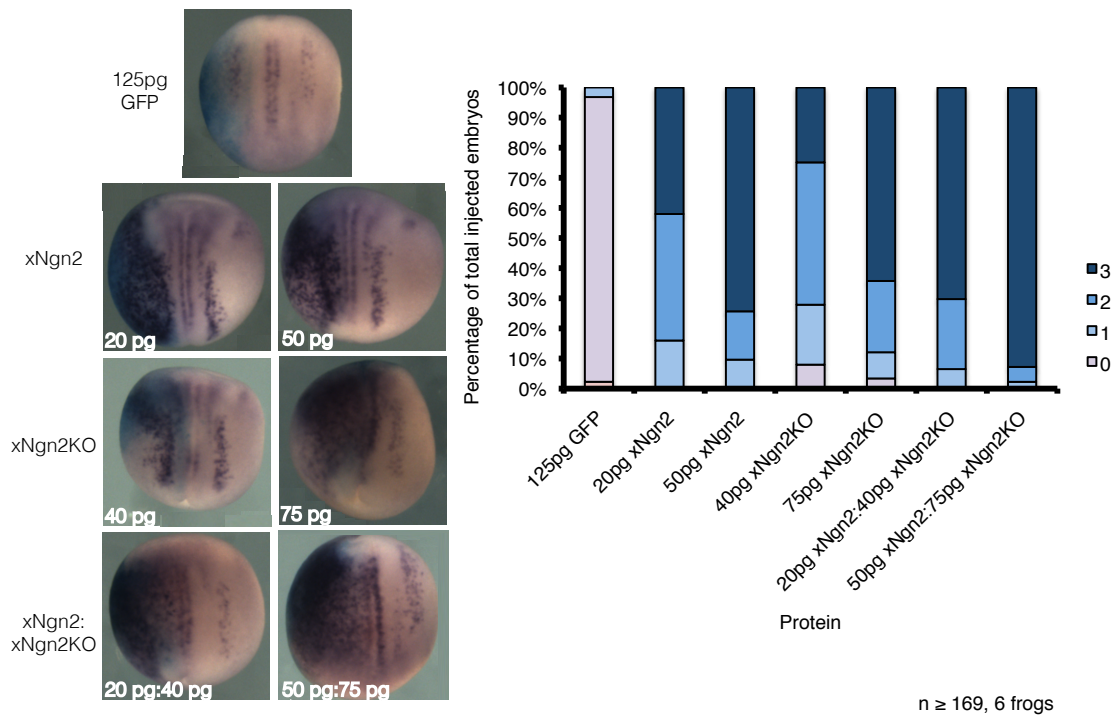 125pg
GFP
xNgn2
20 pg
50 pg
xNgn2KO
40 pg
75 pg
xNgn2:
xNgn2KO
20 pg:40 pg
50 pg:75 pg
Percentage of total injected embryos
100%
90%
80%
70%
60%
50%
40%
30%
20%
10%
0%
125pg GFP
20pg xNgn2
50pg xNgn2
40pg xNgn2KO
75pg xNgn2KO
20pg xNgn2:40pg xNgn2KO
50pg xNgn2:75pg xNgn2KO
Protein
3
2
1
0
n ≥ 169, 6 frogs